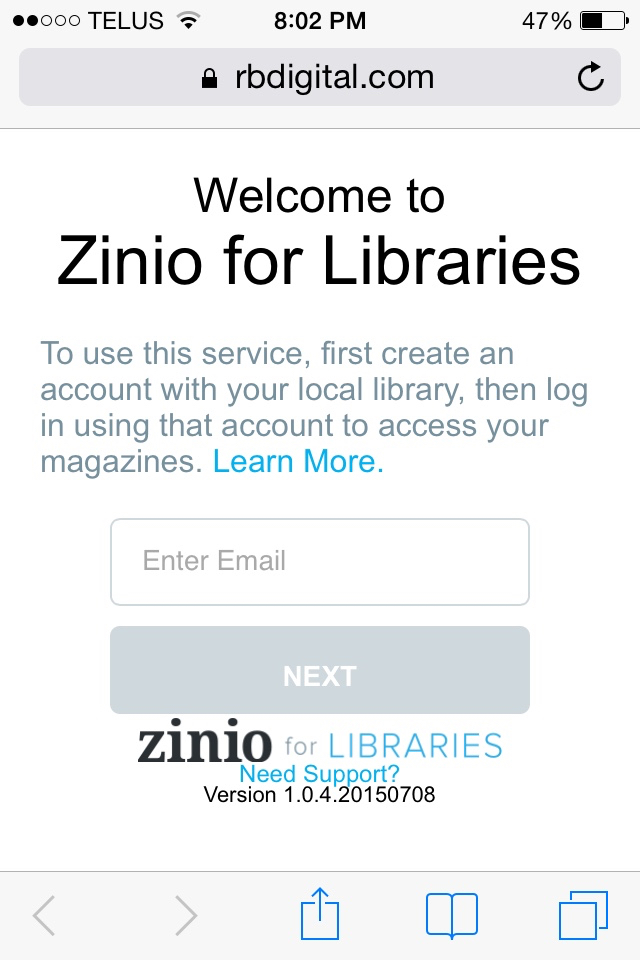 TELUS 8:02 PM 47%
rbdigital.com
Welcome to
Zinio for Libraries
To use this service, first create an
account with your local library, then log
in using that account to access your
magazines. Learn More.
Enter Email
NEXT
zinio for LIBRARIES
Need Support?
Version 1.0.4.20150708